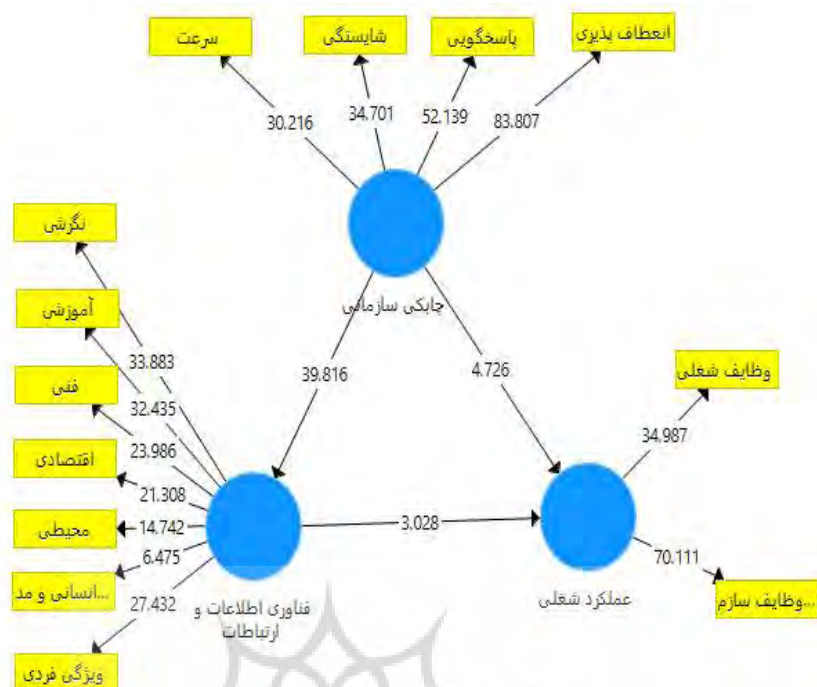 سرعت
شایستگی
پاسخگویی
انعطاف پذیری
30.216
34.701
52.139
83.807
چابکی سازمانی
نگرشی
آموزشی
فنی
اقتصادی
محیطی
انسانی و مد...
ویژگی فردی
33.883
32.435
23.986
21.308
14.742
6.475
27.432
فناوری اطلاعات و
ارتباطات
39.816
4.726
3.028
وظایف شغلی
34.987
70.111
وظایف سازم...
عملکرد شغلی